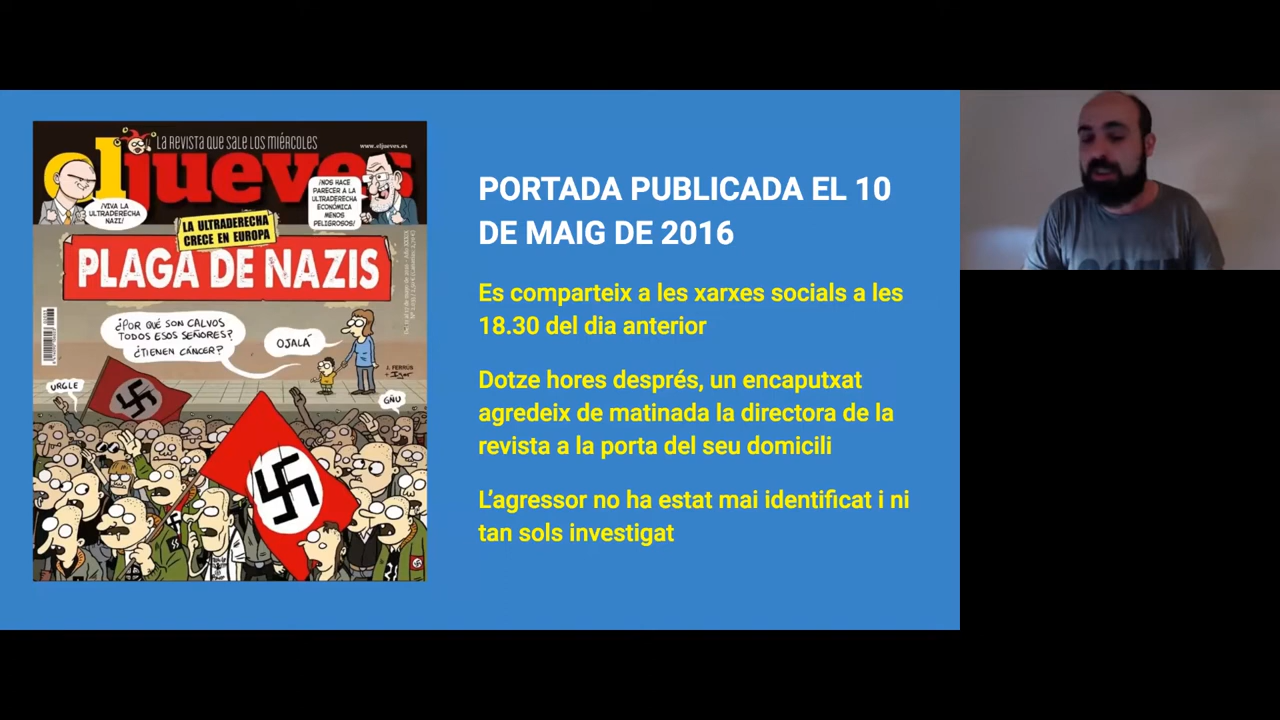 LA REVISTA QUE SALE LOS MIÉRCOLES
www.eljueves.es
el jueves
¡VIVA LA
ULTRADERECHA
NAZI!
¡NOS HACE
PARECER A LA
ULTRADERECHA
ECONÓMICA
MENOS
PELIGROSOS!
LA ULTRADERECHA
CRECE EN EUROPA
PLAGA DE NAZIS
¿POR QUÉ SON CALVOS
TODOS ESOS SEÑORES?
¿TIENEN CÁNCER?
OJALÁ
J. FERRÚS
URGLE
GÑU
PORTADA PUBLICADA EL 10
DE MAIG DE 2016
Es comparteix a les xarxes socials a les
18.30 del dia anterior
Dotze hores després, un encaputxat
agredeix de matinada la directora de la
revista a la porta del seu domicili
L’agressor no ha estat mai identificat i ni
tan sols investigat